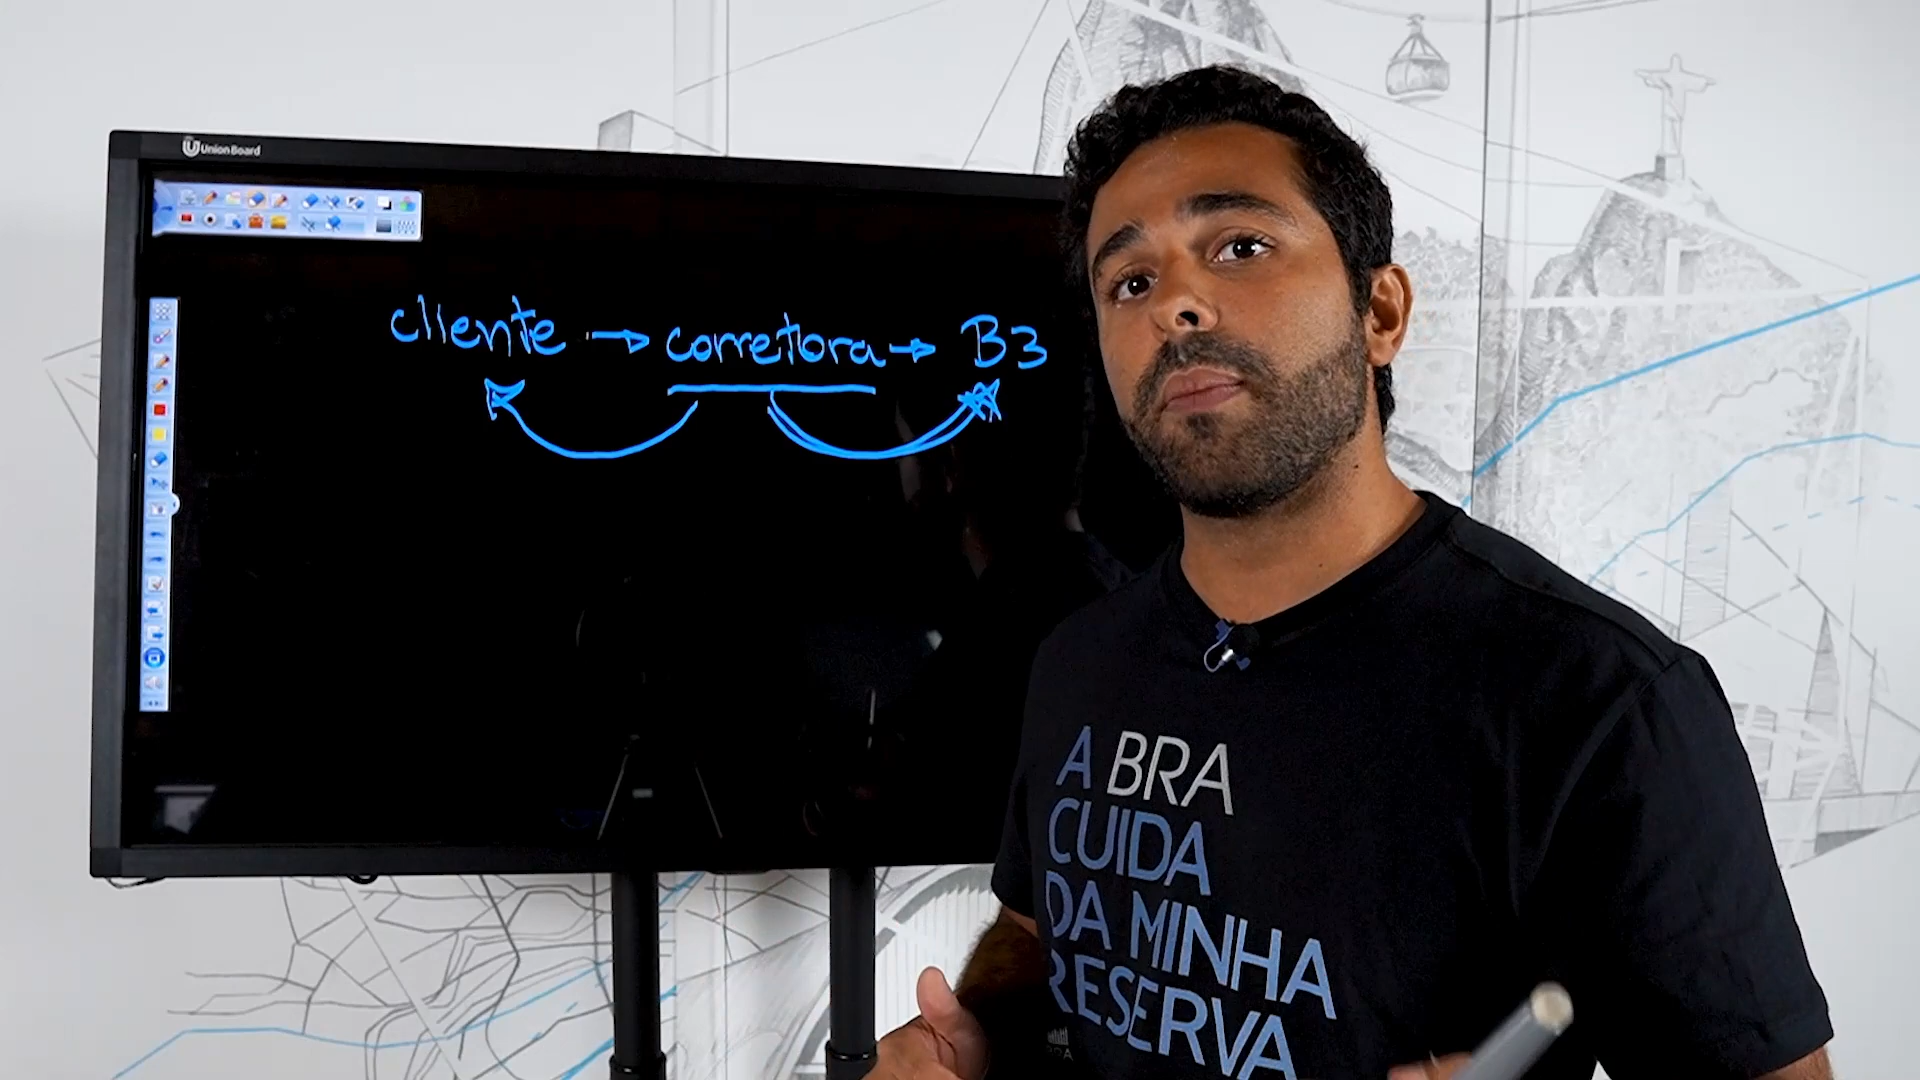 Union Board
cliente → corretora → B3
A BRA
CUIDA
DA MINHA
RESERVA